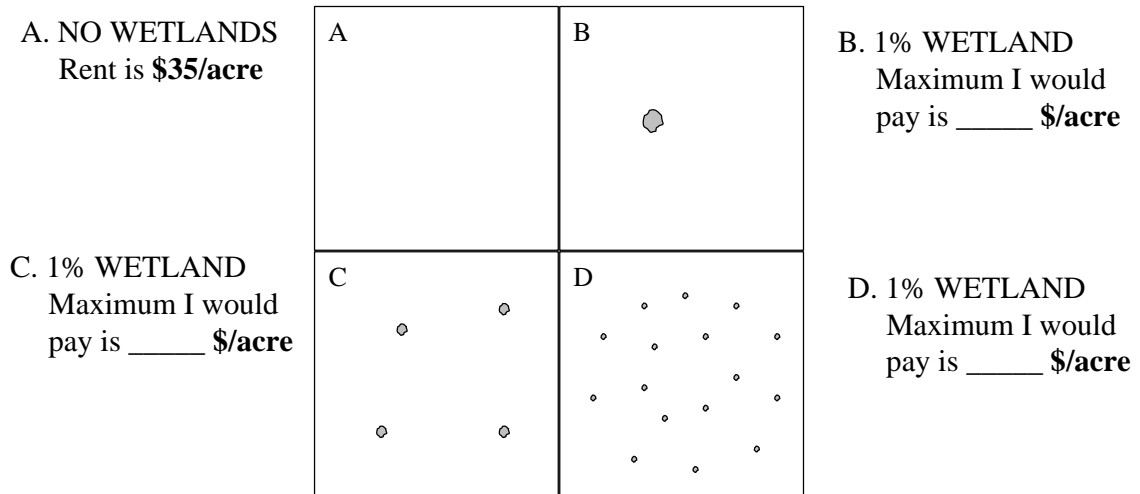 A. NO WETLANDS
Rent is $35/acre
A
B
B. 1% WETLAND
Maximum I would
pay is _____ $/acre
C. 1% WETLAND
Maximum I would
pay is _____ $/acre
C
D
D. 1% WETLAND
Maximum I would
pay is _____ $/acre